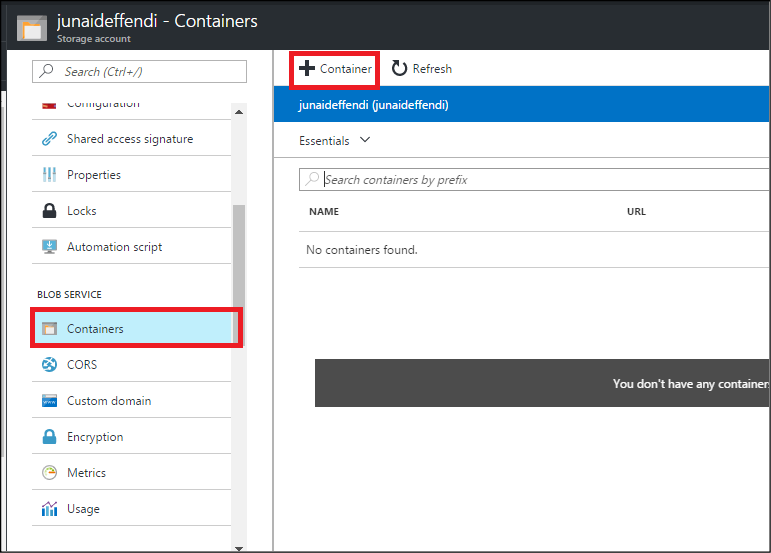 junaideffendi - Containers
Storage account
Search (Ctrl+/)
Configuration
Shared access signature
Properties
Locks
Automation script
BLOB SERVICE
Containers
CORS
Custom domain
Encryption
Metrics
Usage
Container
Refresh
junaideffendi (junaideffendi)
Essentials
Search containers by prefix
NAME URL
No containers found.
You don't have any containers